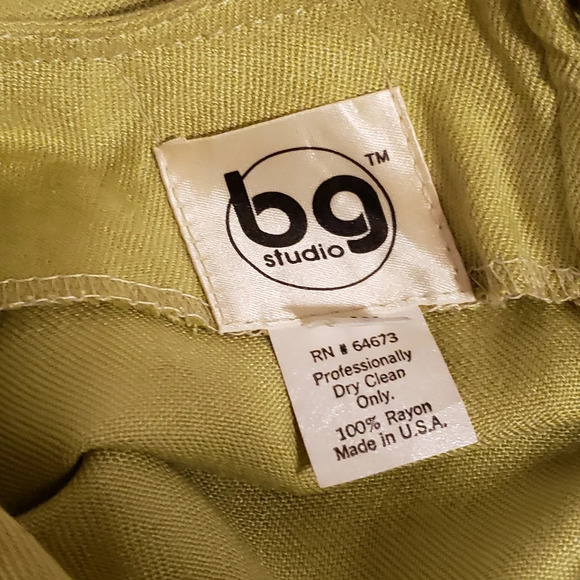 bg™
studio
RN # 64673
Professionally
Dry Clean
Only.
100% Rayon
Made in U.S.A.